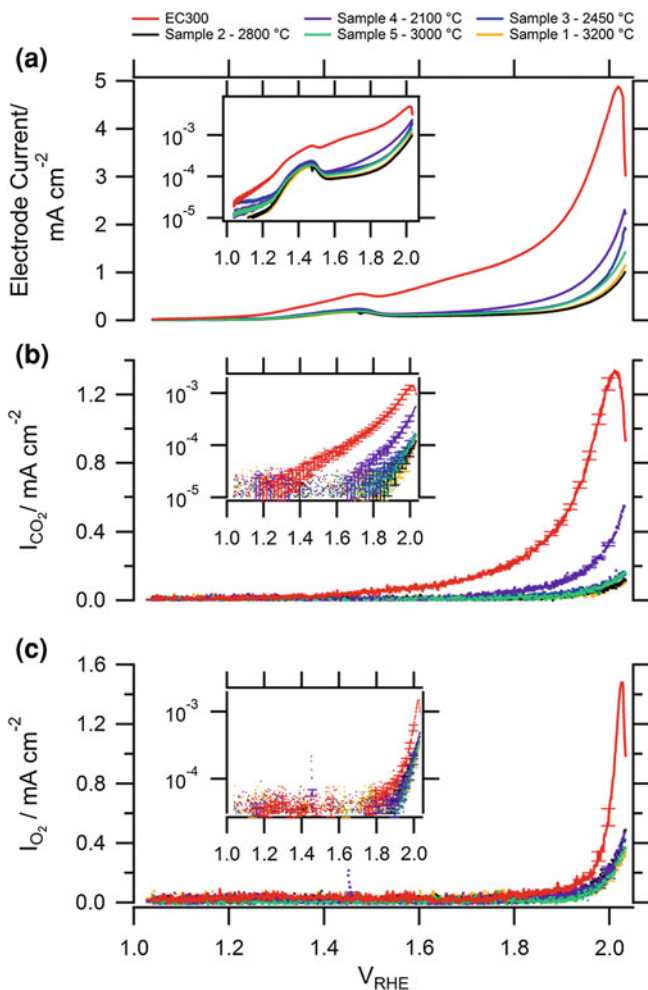 EC300 Sample 4 - 2100 °C Sample 3 - 2450 °C
Sample 2 - 2800 °C Sample 5 - 3000 °C Sample 1 - 3200 °C
(a)
Electrode Current/
mA cm-2
5
4
3
2
1
0
10-3
10-4
10-5
1.0 1.2 1.4 1.6 1.8 2.0
(b)
ICO2/ mA cm-2
1.2
0.8
0.4
0.0
10-3
10-4
10-5
1.0 1.2 1.4 1.6 1.8 2.0
(c)
IO2 / mA cm-2
1.6
1.2
0.8
0.4
0.0
10-3
10-4
1.0 1.2 1.4 1.6 1.8 2.0
1.0 1.2 1.4 1.6 1.8 2.0
VRHE